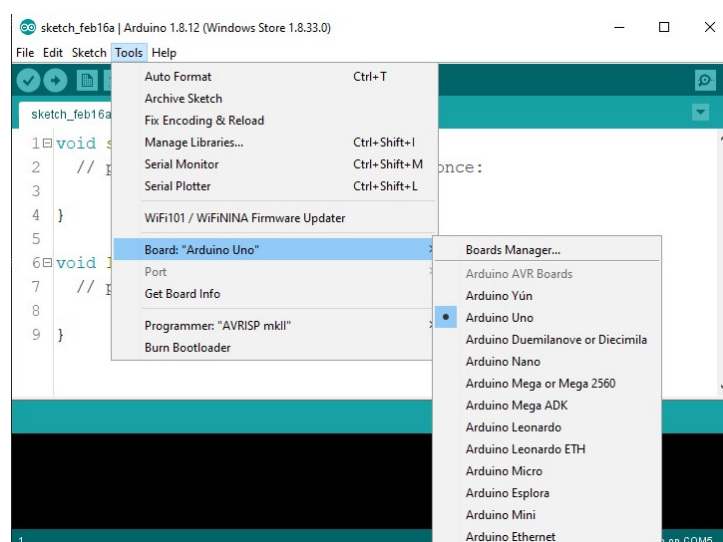 sketch_feb16a | Arduino 1.8.12 (Windows Store 1.8.33.0)
File Edit Sketch Tools Help
sketch_feb16a
Auto Format Ctrl+T
Archive Sketch
Fix Encoding & Reload
Manage Libraries... Ctrl+Shift+I
Serial Monitor Ctrl+Shift+M
Serial Plotter Ctrl+Shift+L
WiFi101 / WiFiNINA Firmware Updater
Board: "Arduino Uno"
Port
Get Board Info
Programmer: "AVRISP mkII"
Burn Bootloader
1 void s
2 // p once:
3
4 }
5
6 void l
7 // p
8
9 }
Boards Manager...
Arduino AVR Boards
Arduino Yún
Arduino Uno
Arduino Duemilanove or Diecimila
Arduino Nano
Arduino Mega or Mega 2560
Arduino Mega ADK
Arduino Leonardo
Arduino Leonardo ETH
Arduino Micro
Arduino Esplora
Arduino Mini
Arduino Ethernet
1 on COM5